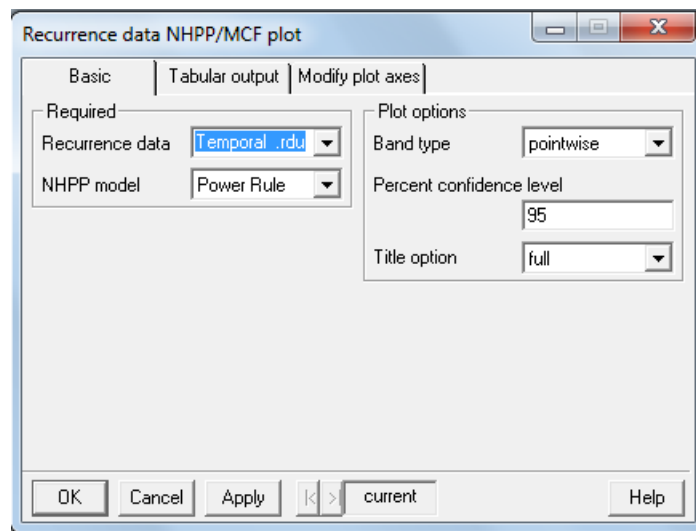 Recurrence data NHPP/MCF plot
Basic
Tabular output
Modify plot axes
Required
Recurrence data
Temporal .rdu
NHPP model
Power Rule
Plot options
Band type
pointwise
Percent confidence level
95
Title option
full
OK
Cancel
Apply
current
Help